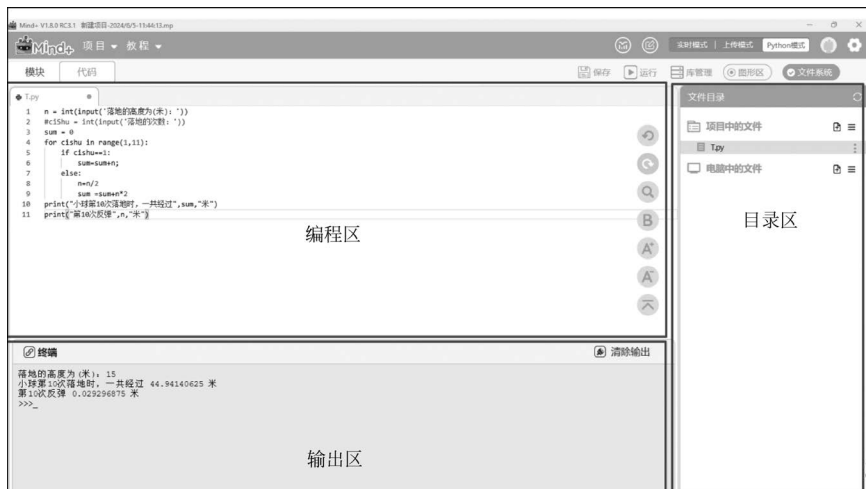 Mind+ V1.8.0 RC3.1 新建项目-2024/6/5-11:44:13.mp
Mind+ 项目 教程 实时模式 上传模式 Python模式
模块 代码 保存 运行 库管理 图形区 文件系统
T.py
1 n = int(input('落地的高度为(米): '))
2 #ciShu = int(input('落地的次数: '))
3 sum = 0
4 for cishu in range(1,11):
5 if cishu==1:
6 sum=sum+n;
7 else:
8 n=n/2
9 sum =sum+n*2
10 print("小球第10次落地时，一共经过",sum,"米")
11 print("第10次反弹",n,"米")
编程区
B
A+
A-
文件目录
项目中的文件
T.py
电脑中的文件
目录区
终端 清除输出
落地的高度为(米): 15
小球第10次落地时，一共经过 44.94140625 米
第10次反弹 0.029296875 米
>>>_
输出区